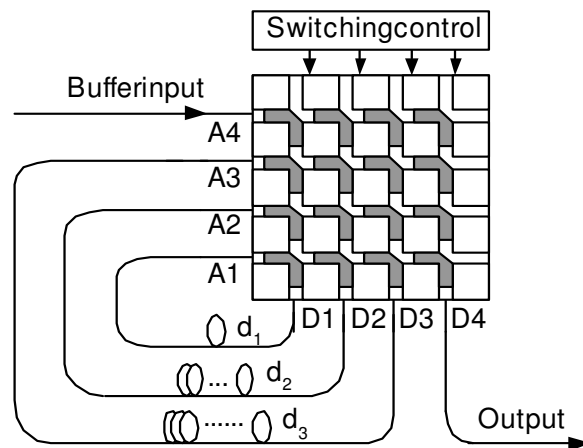 Switchingcontrol
Bufferinput
A4
A3
A2
A1
D1 D2 D3 D4
d1
... d2
...... d3
Output